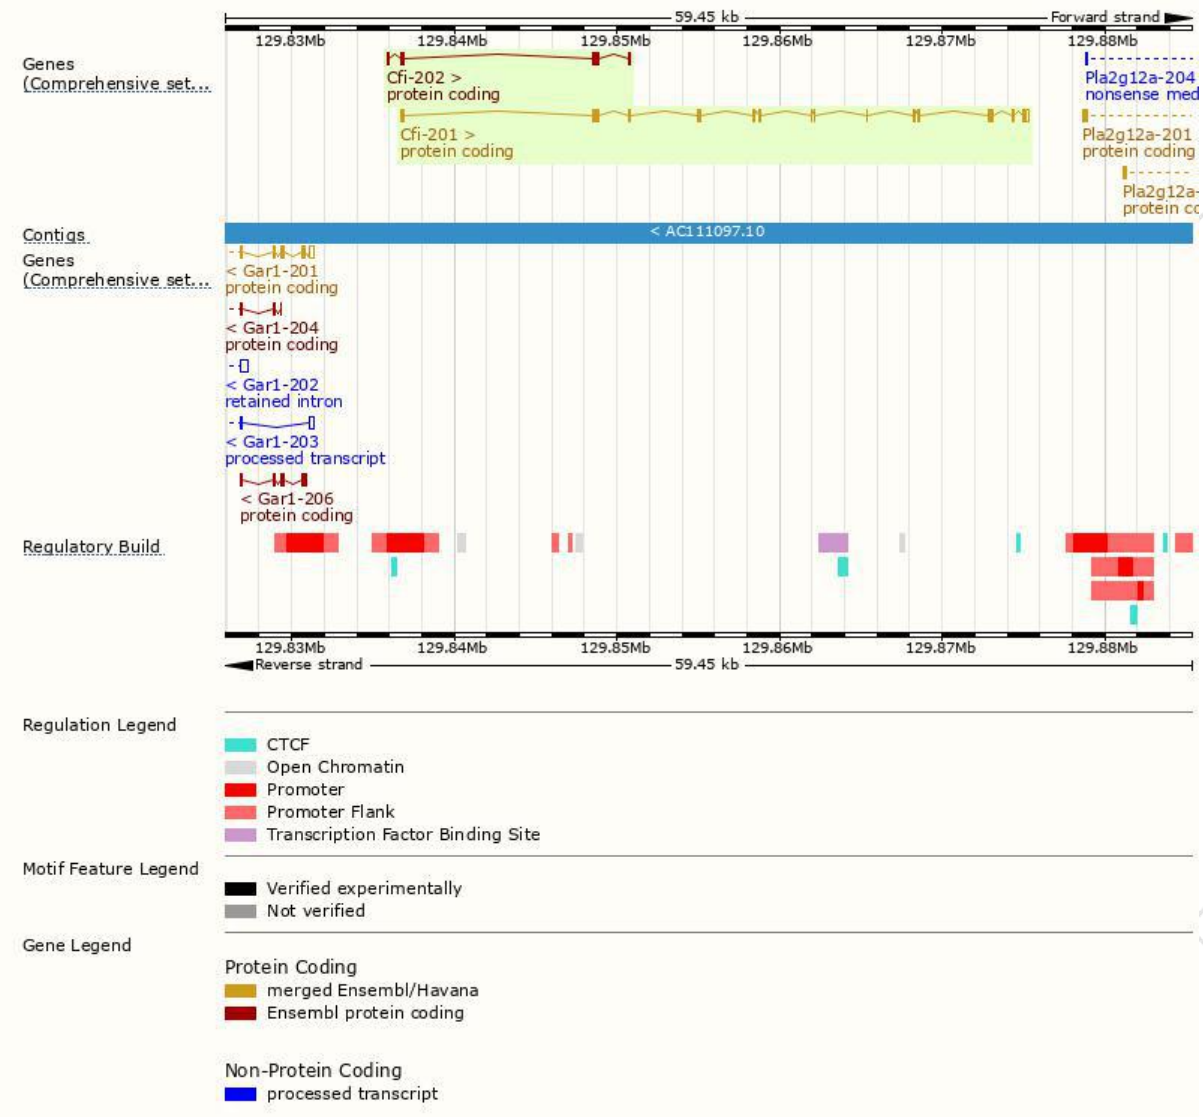 59.45 kb Forward strand
129.83Mb 129.84Mb 129.85Mb 129.86Mb 129.87Mb 129.88Mb
Genes
(Comprehensive set...
Cfi-202 >
protein coding
Pla2g12a-204
nonsense med
Cfi-201 >
protein coding
Pla2g12a-201
protein coding
Pla2g12a-
protein co
Contigs
< AC111097.10
Genes
(Comprehensive set...
< Gar1-201
protein coding
< Gar1-204
protein coding
< Gar1-202
retained intron
< Gar1-203
processed transcript
< Gar1-206
protein coding
Regulatory Build
129.83Mb 129.84Mb 129.85Mb 129.86Mb 129.87Mb 129.88Mb
Reverse strand 59.45 kb
Regulation Legend
CTCF
Open Chromatin
Promoter
Promoter Flank
Transcription Factor Binding Site
Motif Feature Legend
Verified experimentally
Not verified
Gene Legend
Protein Coding
merged Ensembl/Havana
Ensembl protein coding
Non-Protein Coding
processed transcript